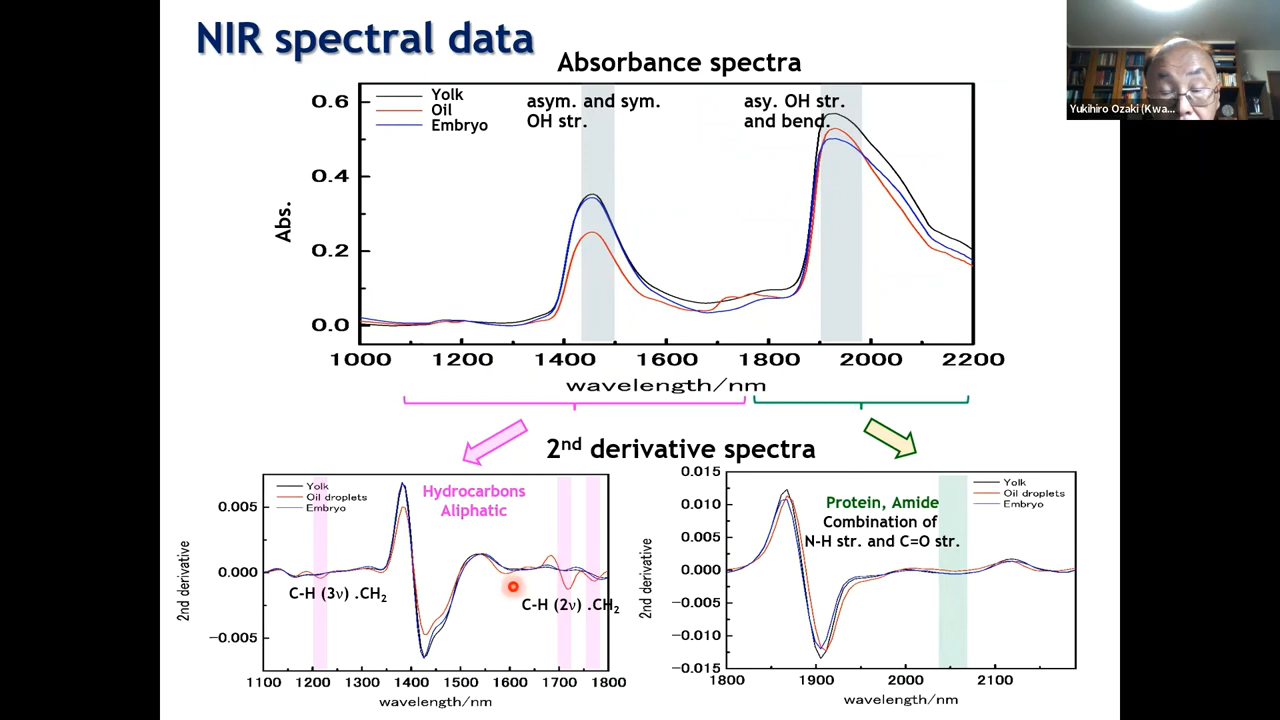 NIR spectral data
Absorbance spectra
Yukihiro Ozaki (Kwa...
Yolk
Oil
Embryo
asym. and sym.
OH str.
asy. OH str.
and bend.
0.6
0.4
0.2
0.0
Abs.
1000 1200 1400 1600 1800 2000 2200
wavelength/nm
2nd derivative spectra
Yolk
Oil droplets
Embryo
Hydrocarbons
Aliphatic
0.005
0.000
−0.005
2nd derivative
C-H (3ν) .CH2
C-H (2ν) .CH2
1100 1200 1300 1400 1500 1600 1700 1800
wavelength/nm
0.015
0.010
0.005
0.000
−0.005
−0.010
−0.015
2nd derivative
Protein, Amide
Combination of
N-H str. and C=O str.
Yolk
Oil droplets
Embryo
1800 1900 2000 2100
wavelength/nm